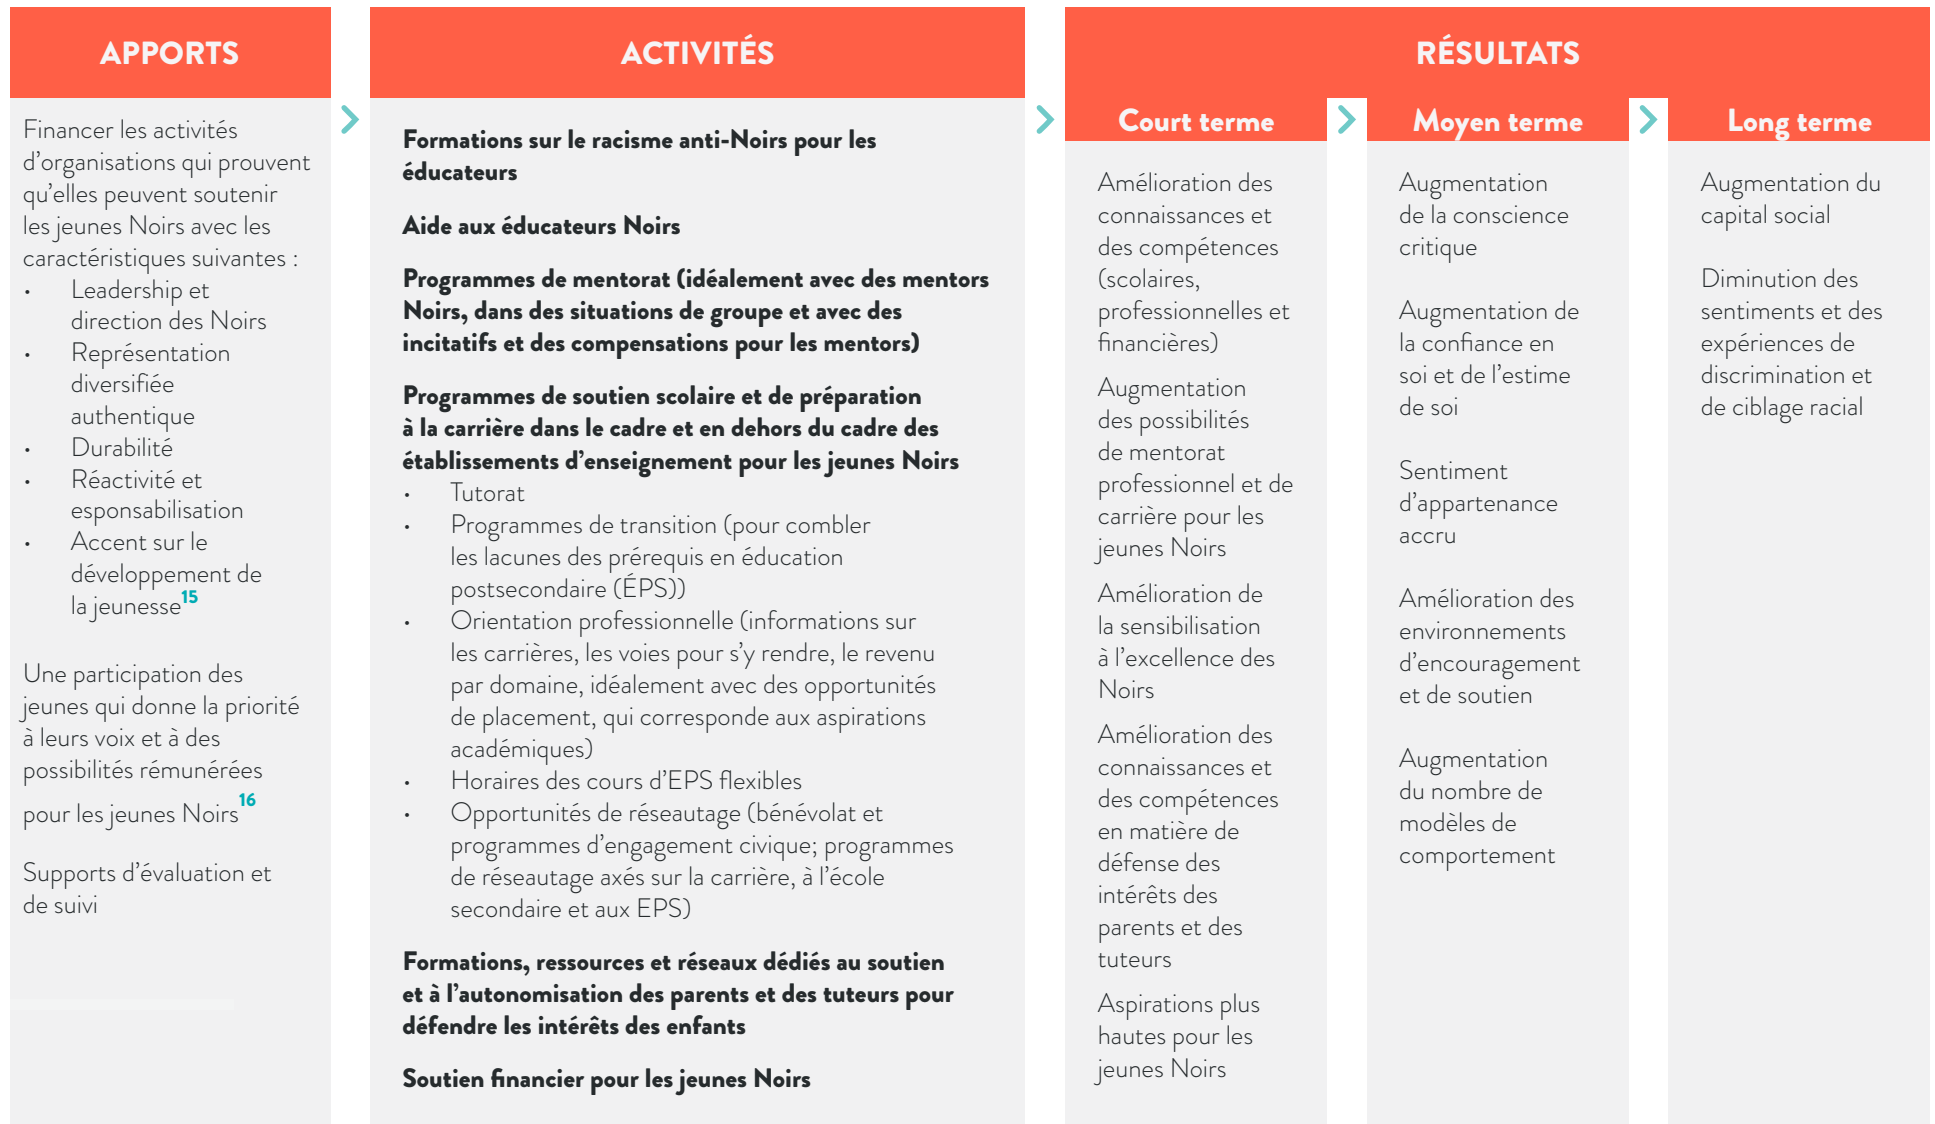 APPORTS
Financer les activités
d'organisations qui prouvent
qu'elles peuvent soutenir
les jeunes Noirs avec les
caractéristiques suivantes :
• Leadership et
direction des Noirs
• Représentation
diversifiée
authentique
• Durabilité
• Réactivité et
esponsabilisation
• Accent sur le
développement de
la jeunesse15
Une participation des
jeunes qui donne la priorité
à leurs voix et à des
possibilités rémunérées
pour les jeunes Noirs16
Supports d'évaluation et
de suivi
ACTIVITÉS
Formations sur le racisme anti-Noirs pour les
éducateurs
Aide aux éducateurs Noirs
Programmes de mentorat (idéalement avec des mentors
Noirs, dans des situations de groupe et avec des
incitatifs et des compensations pour les mentors)
Programmes de soutien scolaire et de préparation
à la carrière dans le cadre et en dehors du cadre des
établissements d'enseignement pour les jeunes Noirs
• Tutorat
• Programmes de transition (pour combler
les lacunes des prérequis en éducation
postsecondaire (ÉPS))
• Orientation professionnelle (informations sur
les carrières, les voies pour s'y rendre, le revenu
par domaine, idéalement avec des opportunités
de placement, qui corresponde aux aspirations
académiques)
• Horaires des cours d'EPS flexibles
• Opportunités de réseautage (bénévolat et
programmes d'engagement civique; programmes
de réseautage axés sur la carrière, à l'école
secondaire et aux EPS)
Formations, ressources et réseaux dédiés au soutien
et à l'autonomisation des parents et des tuteurs pour
défendre les intérêts des enfants
Soutien financier pour les jeunes Noirs
RÉSULTATS
Court terme
Amélioration des
connaissances et
des compétences
(scolaires,
professionnelles et
financières)
Augmentation
des possibilités
de mentorat
professionnel et de
carrière pour les
jeunes Noirs
Amélioration de
la sensibilisation
à l'excellence des
Noirs
Amélioration des
connaissances et
des compétences
en matière de
défense des
intérêts des
parents et des
tuteurs
Aspirations plus
hautes pour les
jeunes Noirs
Moyen terme
Augmentation
de la conscience
critique
Augmentation de
la confiance en
soi et de l'estime
de soi
Sentiment
d'appartenance
accru
Amélioration des
environnements
d'encouragement
et de soutien
Augmentation
du nombre de
modèles de
comportement
Long terme
Augmentation du
capital social
Diminution des
sentiments et des
expériences de
discrimination et
de ciblage racial